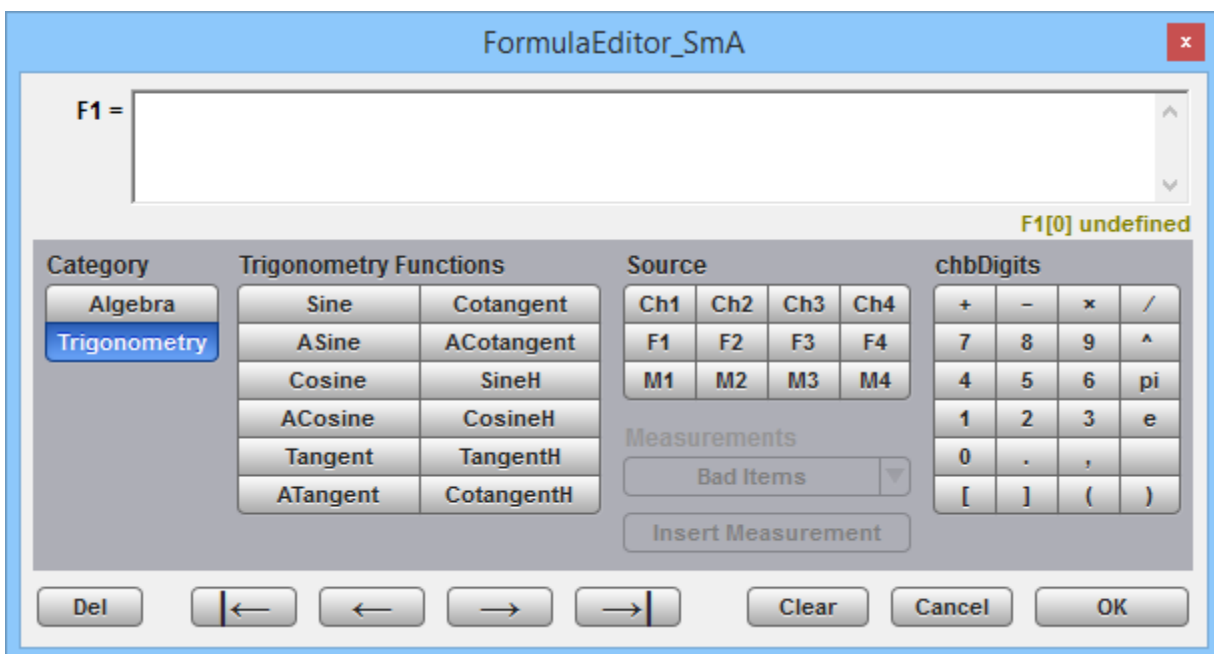 FormulaEditor_SmA
x
F1 =
F1[0] undefined
Category
Algebra
Trigonometry
Trigonometry Functions
Sine Cotangent
ASine ACotangent
Cosine SineH
ACosine CosineH
Tangent TangentH
ATangent CotangentH
Source
Ch1 Ch2 Ch3 Ch4
F1 F2 F3 F4
M1 M2 M3 M4
Measurements
Bad Items
Insert Measurement
chbDigits
+ − × /
7 8 9 ^
4 5 6 pi
1 2 3 e
0 . ,
[ ] ( )
Del |← ← → →| Clear Cancel OK